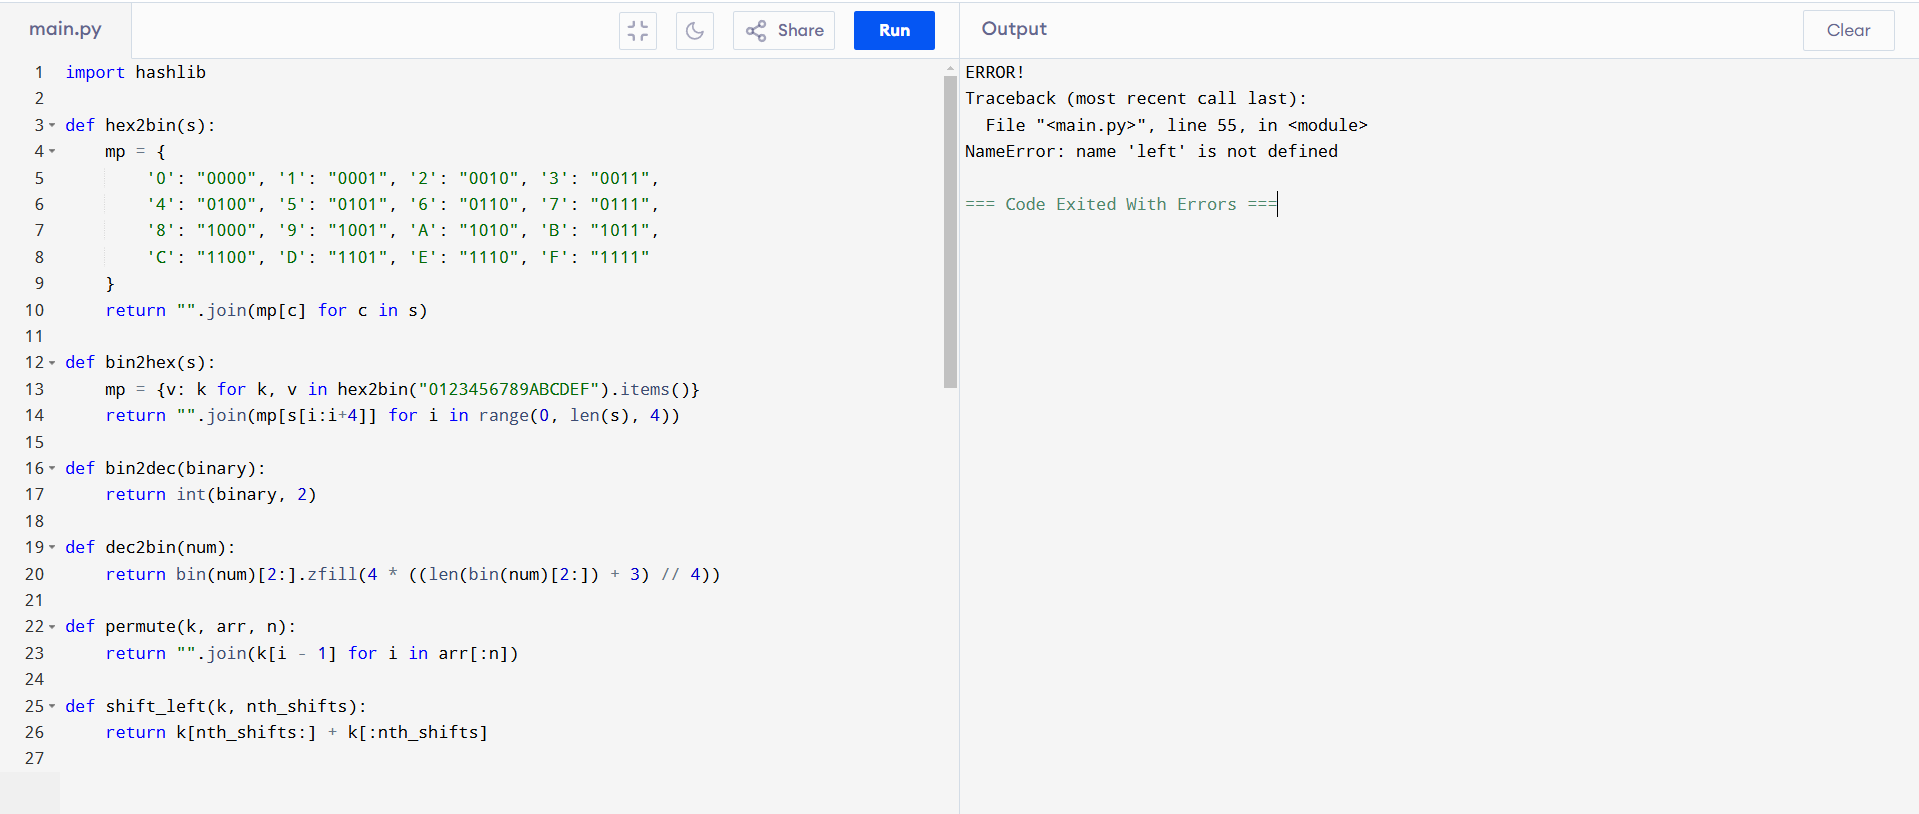 main.py
Share
Run
Output
Clear
1 import hashlib
2
3 def hex2bin(s):
4     mp = {
5         '0': "0000", '1': "0001", '2': "0010", '3': "0011",
6         '4': "0100", '5': "0101", '6': "0110", '7': "0111",
7         '8': "1000", '9': "1001", 'A': "1010", 'B': "1011",
8         'C': "1100", 'D': "1101", 'E': "1110", 'F': "1111"
9     }
10     return "".join(mp[c] for c in s)
11
12 def bin2hex(s):
13     mp = {v: k for k, v in hex2bin("0123456789ABCDEF").items()}
14     return "".join(mp[s[i:i+4]] for i in range(0, len(s), 4))
15
16 def bin2dec(binary):
17     return int(binary, 2)
18
19 def dec2bin(num):
20     return bin(num)[2:].zfill(4 * ((len(bin(num)[2:]) + 3) // 4))
21
22 def permute(k, arr, n):
23     return "".join(k[i - 1] for i in arr[:n])
24
25 def shift_left(k, nth_shifts):
26     return k[nth_shifts:] + k[:nth_shifts]
27
ERROR!
Traceback (most recent call last):
  File "<main.py>", line 55, in <module>
NameError: name 'left' is not defined
=== Code Exited With Errors ===